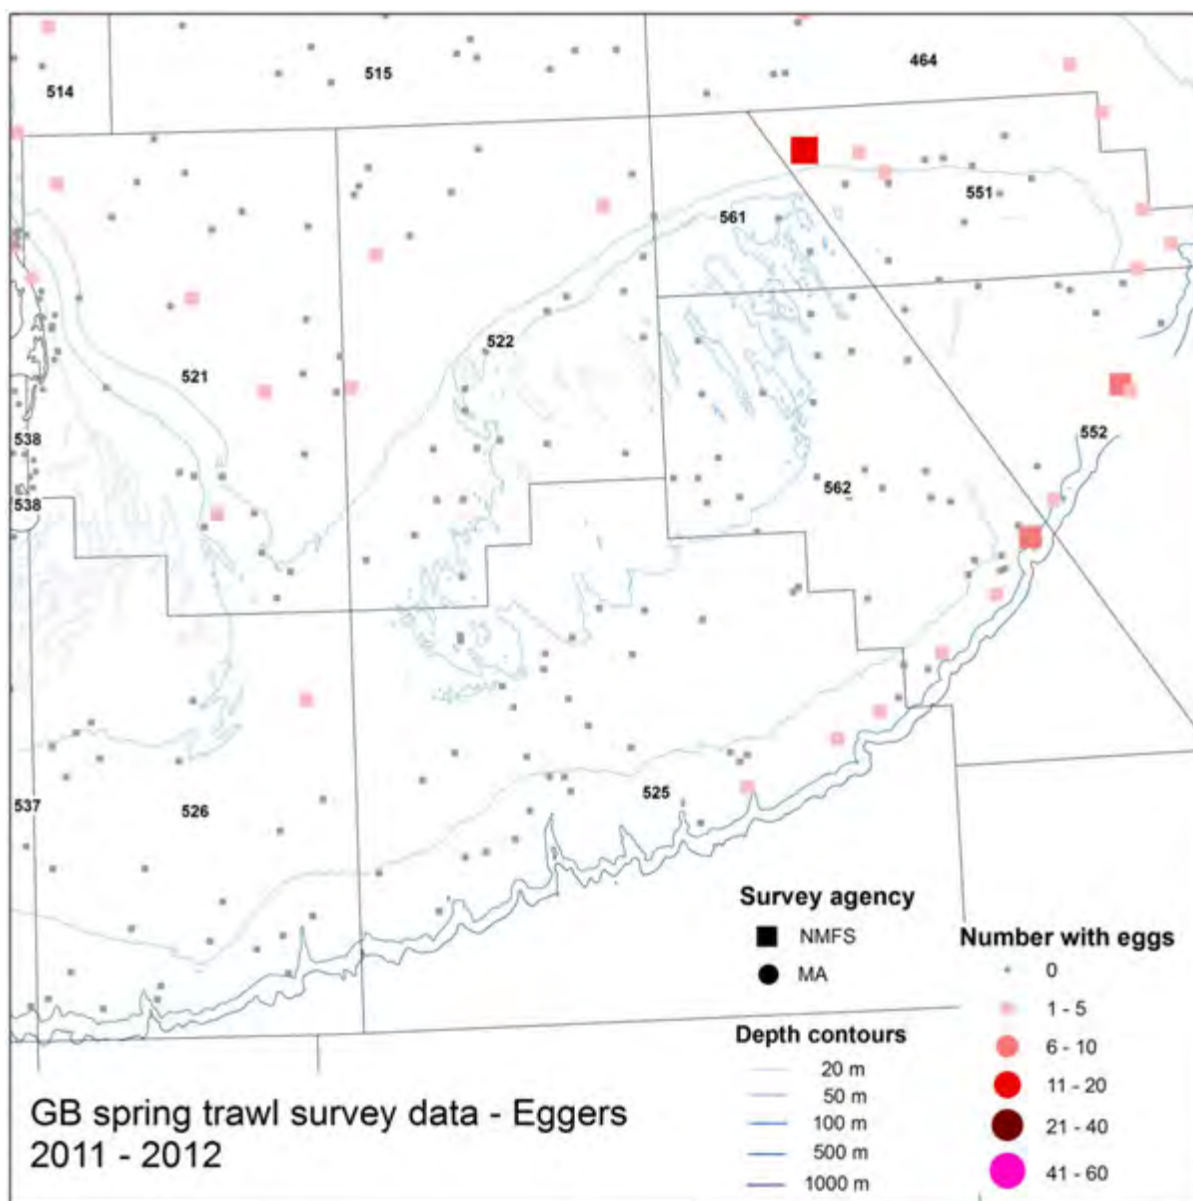 464
515
514
551
561
522
521
552
538
562
538
525
537
526
Survey agency
NMFS
MA
Number with eggs
0
1 - 5
6 - 10
11 - 20
21 - 40
41 - 60
Depth contours
20 m
50 m
100 m
500 m
1000 m
GB spring trawl survey data - Eggers
2011 - 2012